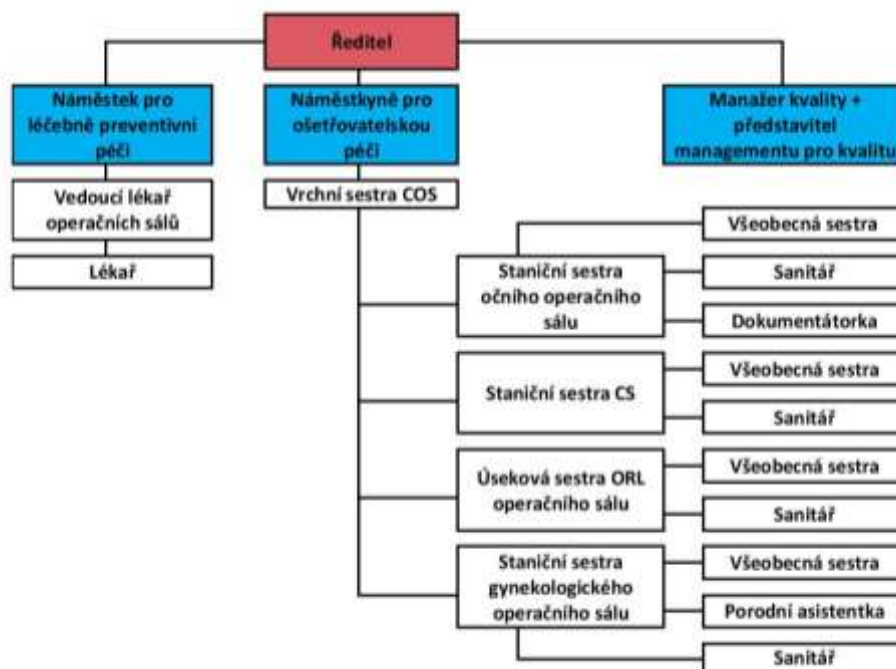 Ředitel
Náměstek pro
léčebně preventivní
péči
Náměstkyně pro
ošetřovatelskou
péči
Manažer kvality +
představitel
managementu pro kvalitu
Vedoucí lékař
operačních sálů
Lékař
Vrchní sestra COS
Staniční sestra
očního operačního
sálu
Všeobecná sestra
Sanitář
Dokumentátorka
Staniční sestra CS
Všeobecná sestra
Sanitář
Úseková sestra ORL
operačního sálu
Všeobecná sestra
Sanitář
Staniční sestra
gynekologického
operačního sálu
Všeobecná sestra
Porodní asistentka
Sanitář